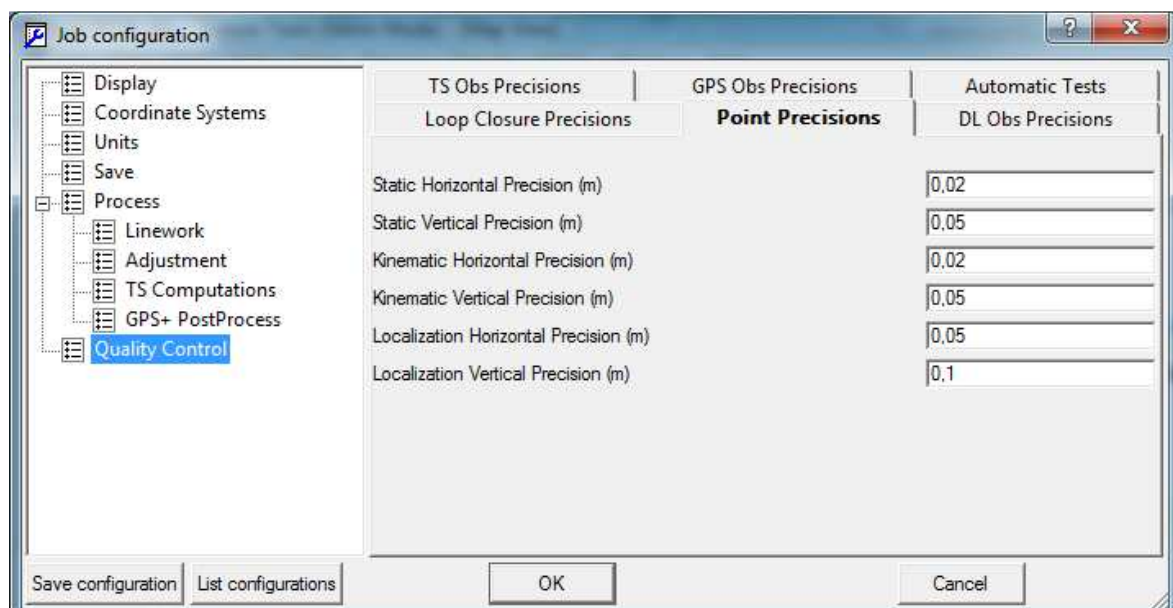 Job configuration
Display
Coordinate Systems
Units
Save
Process
Linework
Adjustment
TS Computations
GPS+ PostProcess
Quality Control
TS Obs Precisions GPS Obs Precisions Automatic Tests
Loop Closure Precisions Point Precisions DL Obs Precisions
Static Horizontal Precision (m) 0,02
Static Vertical Precision (m) 0,05
Kinematic Horizontal Precision (m) 0,02
Kinematic Vertical Precision (m) 0,05
Localization Horizontal Precision (m) 0,05
Localization Vertical Precision (m) 0,1
Save configuration List configurations OK Cancel